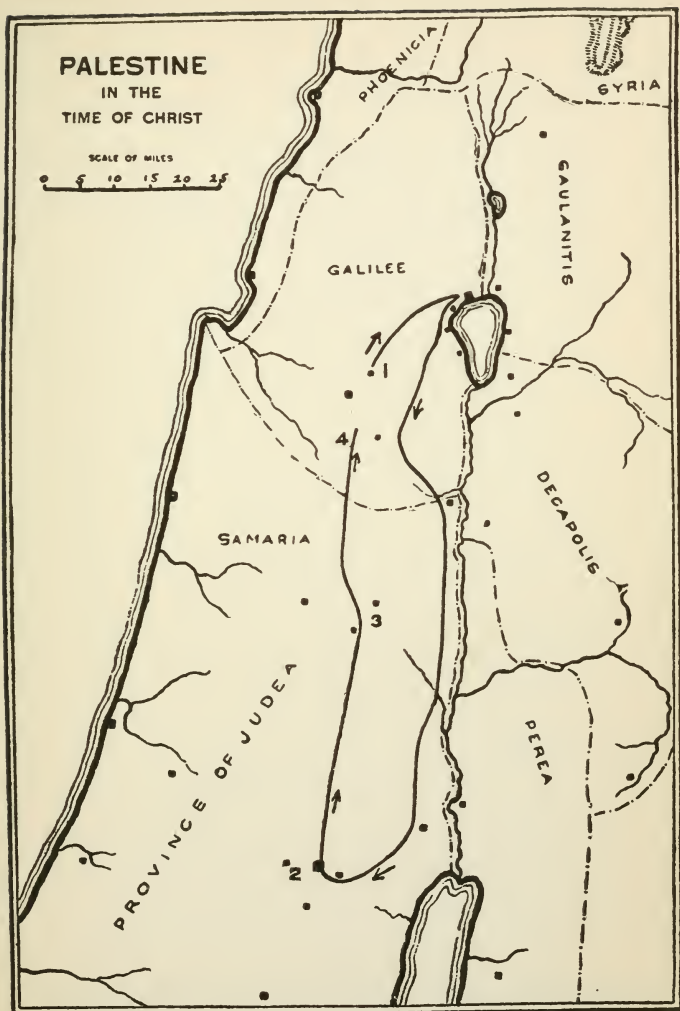 PALESTINE
IN THE
TIME OF CHRIST
SCALE OF MILES
0 5 10 15 20 25
PHOENICIA
SYRIA
GAULANITIS
GALILEE
1
4
DECAPOLIS
SAMARIA
3
PROVINCE OF JUDEA
PEREA
2